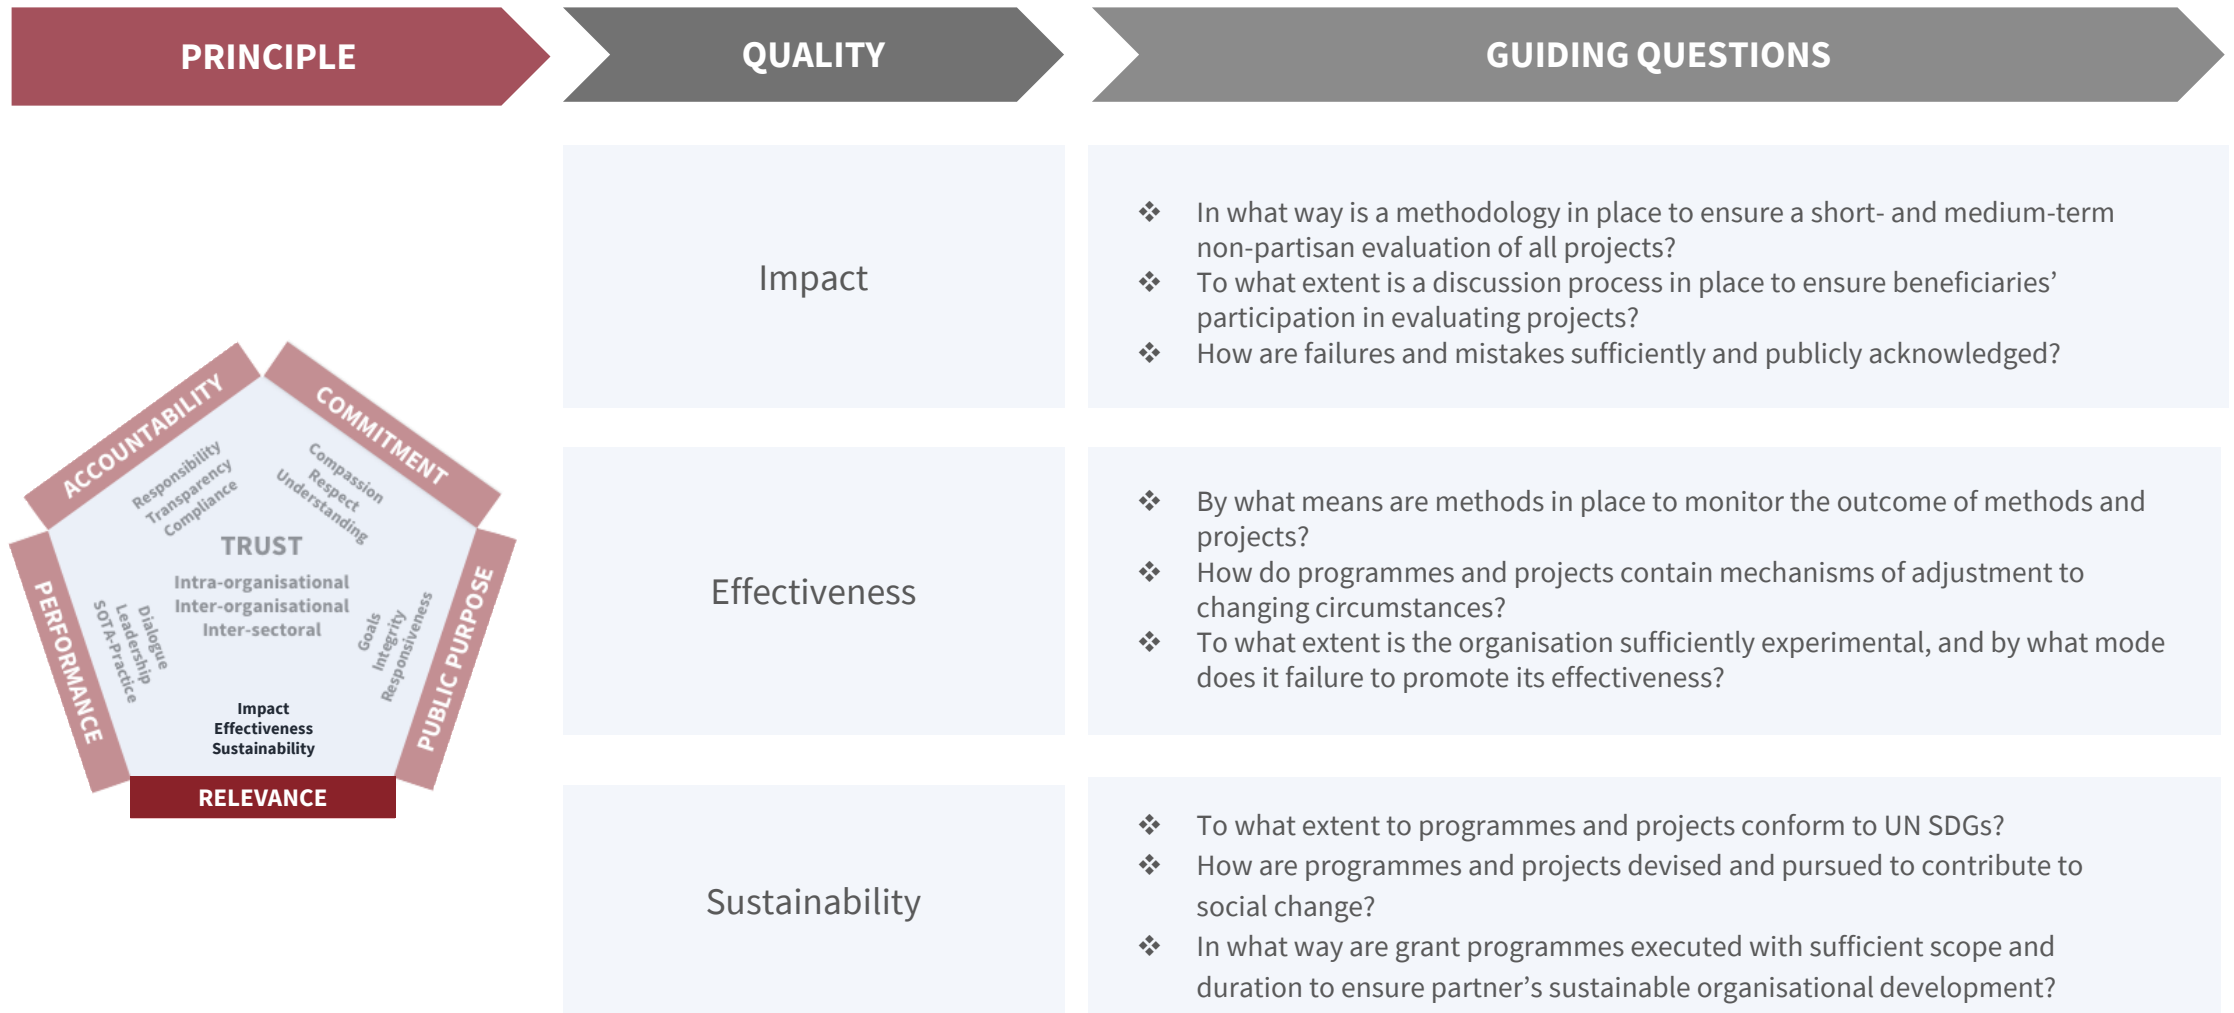 PRINCIPLE
QUALITY
GUIDING QUESTIONS
ACCOUNTABILITY
Responsibility
Transparency
Compliance
COMMITMENT
Compassion
Respect
Understanding
TRUST
Intra-organisational
Inter-organisational
Inter-sectoral
PERFORMANCE
Dialogue
Leadership
SOTA-Practice
PUBLIC PURPOSE
Goals
Integrity
Responsiveness
Impact
Effectiveness
Sustainability
RELEVANCE
Impact
❖ In what way is a methodology in place to ensure a short- and medium-term
non-partisan evaluation of all projects?
❖ To what extent is a discussion process in place to ensure beneficiaries’
participation in evaluating projects?
❖ How are failures and mistakes sufficiently and publicly acknowledged?
Effectiveness
❖ By what means are methods in place to monitor the outcome of methods and
projects?
❖ How do programmes and projects contain mechanisms of adjustment to
changing circumstances?
❖ To what extent is the organisation sufficiently experimental, and by what mode
does it failure to promote its effectiveness?
Sustainability
❖ To what extent to programmes and projects conform to UN SDGs?
❖ How are programmes and projects devised and pursued to contribute to
social change?
❖ In what way are grant programmes executed with sufficient scope and
duration to ensure partner’s sustainable organisational development?